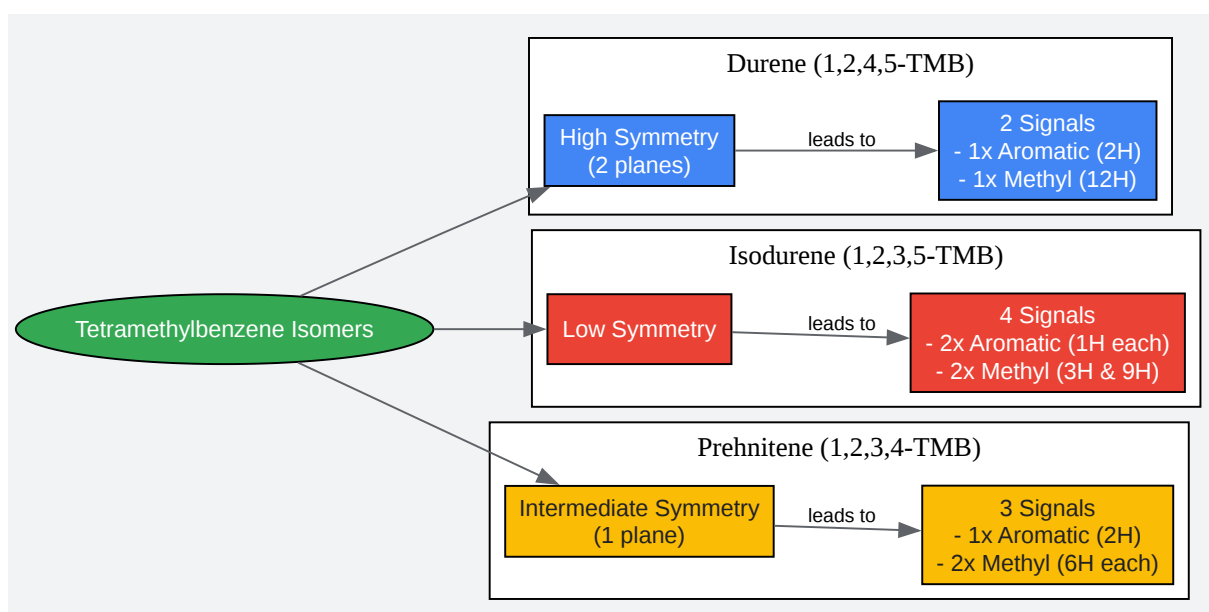 Durene (1,2,4,5-TMB)
High Symmetry
(2 planes)
leads to
2 Signals
- 1x Aromatic (2H)
- 1x Methyl (12H)
Isodurene (1,2,3,5-TMB)
Tetramethylbenzene Isomers
Low Symmetry
leads to
4 Signals
- 2x Aromatic (1H each)
- 2x Methyl (3H & 9H)
Prehnitene (1,2,3,4-TMB)
Intermediate Symmetry
(1 plane)
leads to
3 Signals
- 1x Aromatic (2H)
- 2x Methyl (6H each)